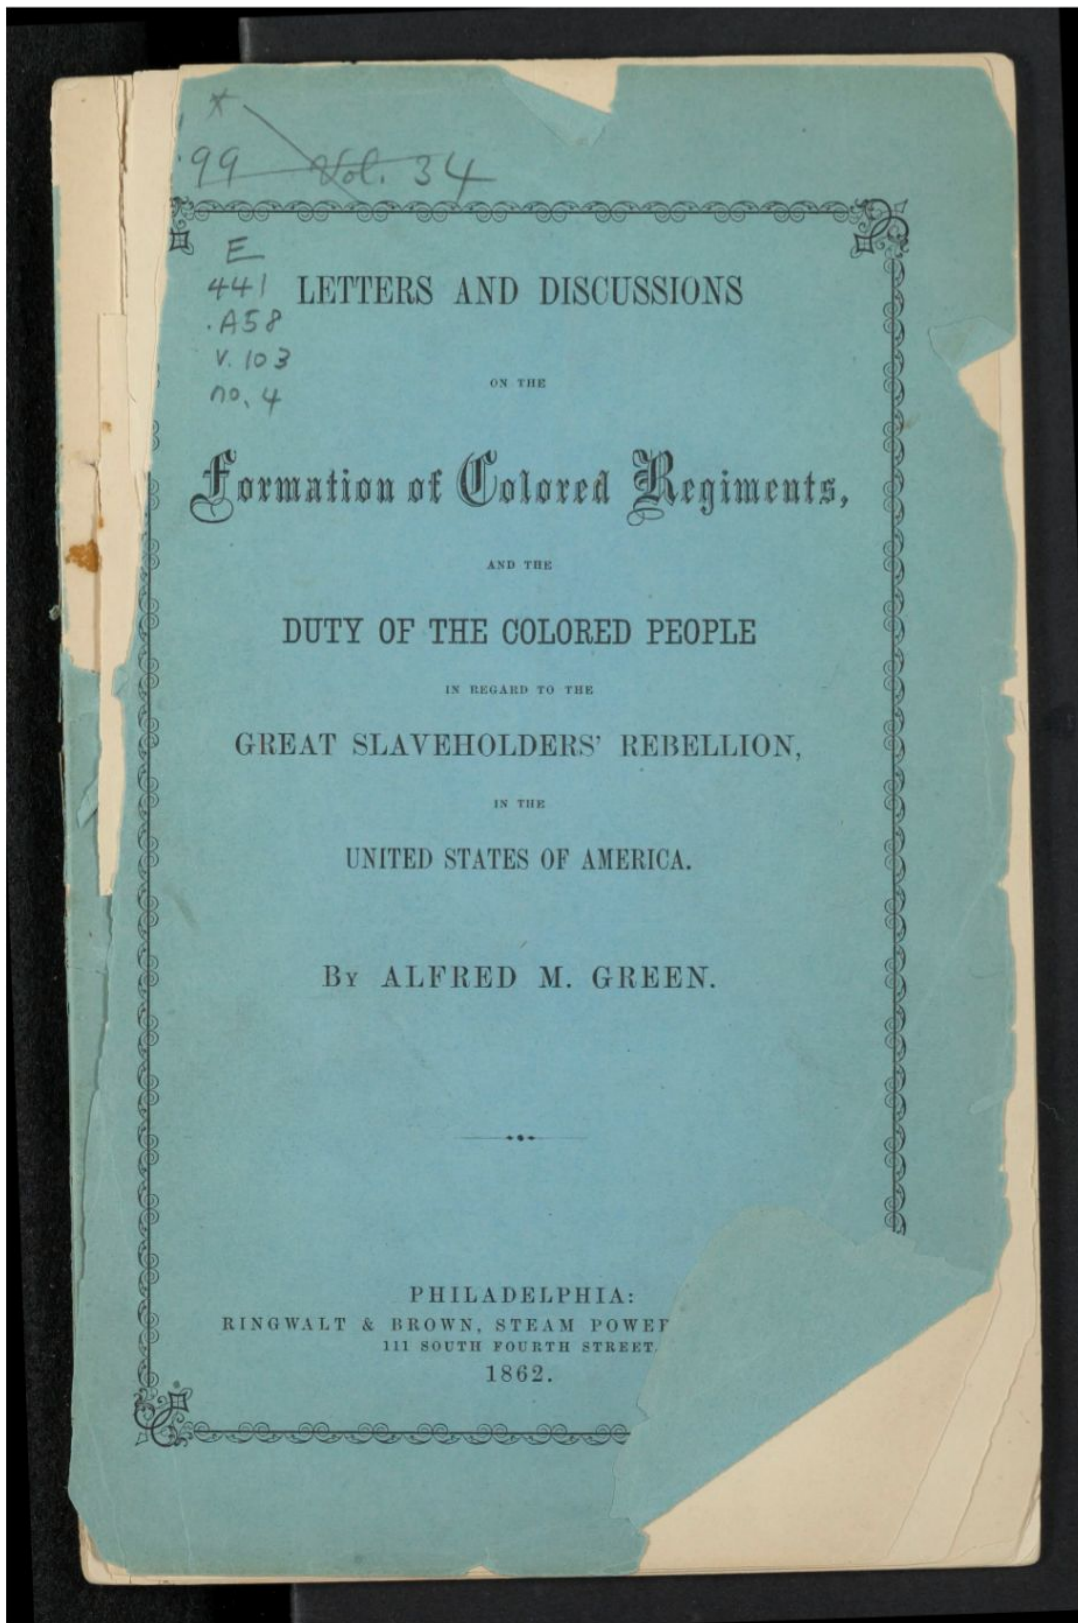 *
99 Vol. 34
E
441
.A58
v. 103
no. 4
LETTERS AND DISCUSSIONS
ON THE
Formation of Colored Regiments,
AND THE
DUTY OF THE COLORED PEOPLE
IN REGARD TO THE
GREAT SLAVEHOLDERS' REBELLION,
IN THE
UNITED STATES OF AMERICA.
BY ALFRED M. GREEN.
PHILADELPHIA:
RINGWALT & BROWN, STEAM POWER
111 SOUTH FOURTH STREET.
1862.